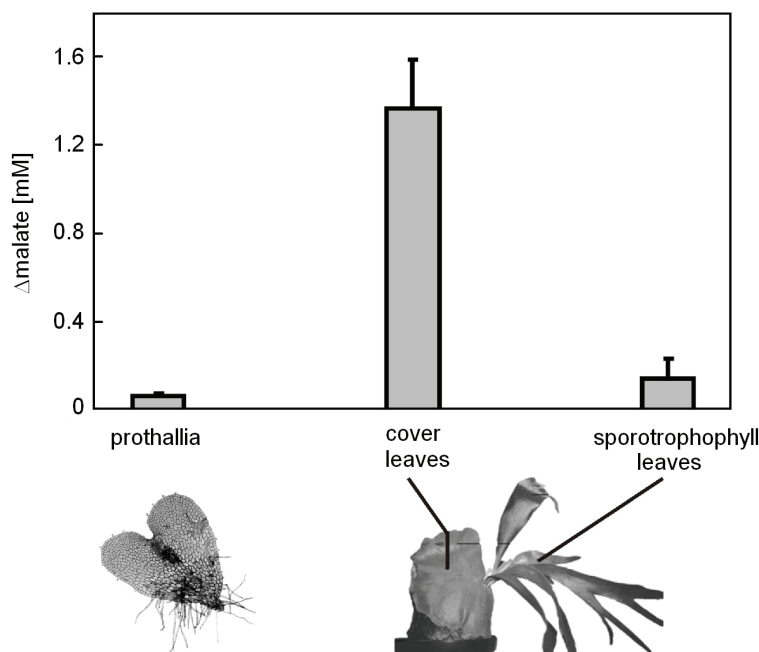 1.6
1.2
0.8
0.4
0
Δmalate [mM]
prothallia
cover
leaves
sporotrophophyll
leaves